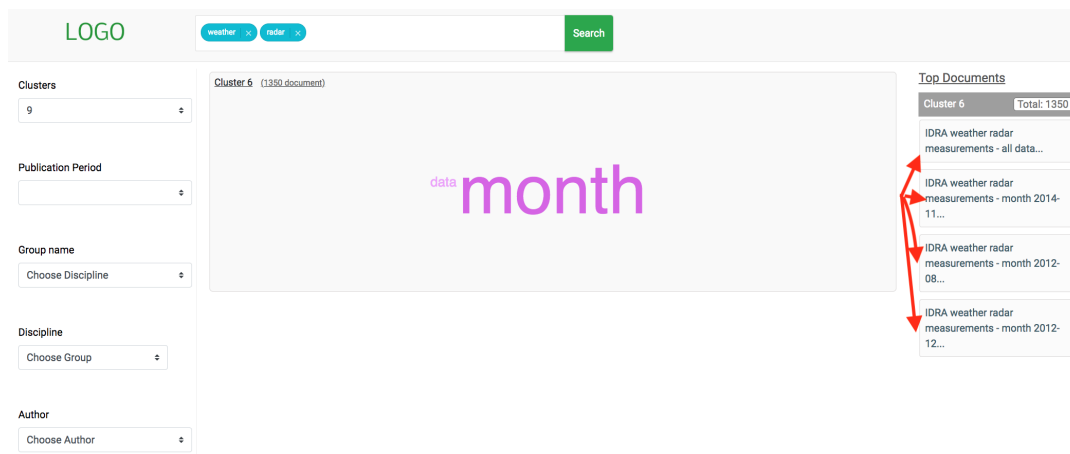 LOGO
weather × radar ×
Search
Clusters
9
Publication Period
Group name
Choose Discipline
Discipline
Choose Group
Author
Choose Author
Cluster 6 (1350 document)
data month
Top Documents
Cluster 6 Total: 1350
IDRA weather radar
measurements - all data...
IDRA weather radar
measurements - month 2014-
11...
IDRA weather radar
measurements - month 2012-
08...
IDRA weather radar
measurements - month 2012-
12...